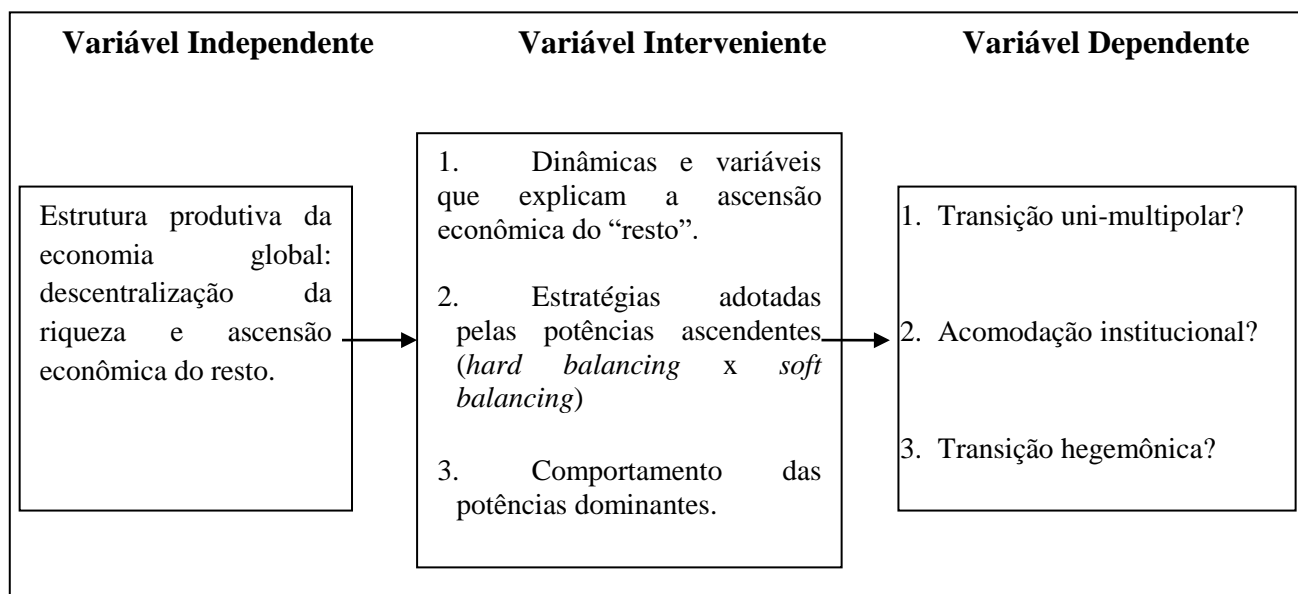 Variável Independente
Variável Interveniente
Variável Dependente
Estrutura produtiva da
economia global:
descentralização da
riqueza e ascensão
econômica do resto.
1. Dinâmicas e variáveis
que explicam a ascensão
econômica do “resto”.
2. Estratégias adotadas
pelas potências ascendentes
(hard balancing x soft
balancing)
3. Comportamento das
potências dominantes.
1. Transição uni-multipolar?
2. Acomodação institucional?
3. Transição hegemônica?